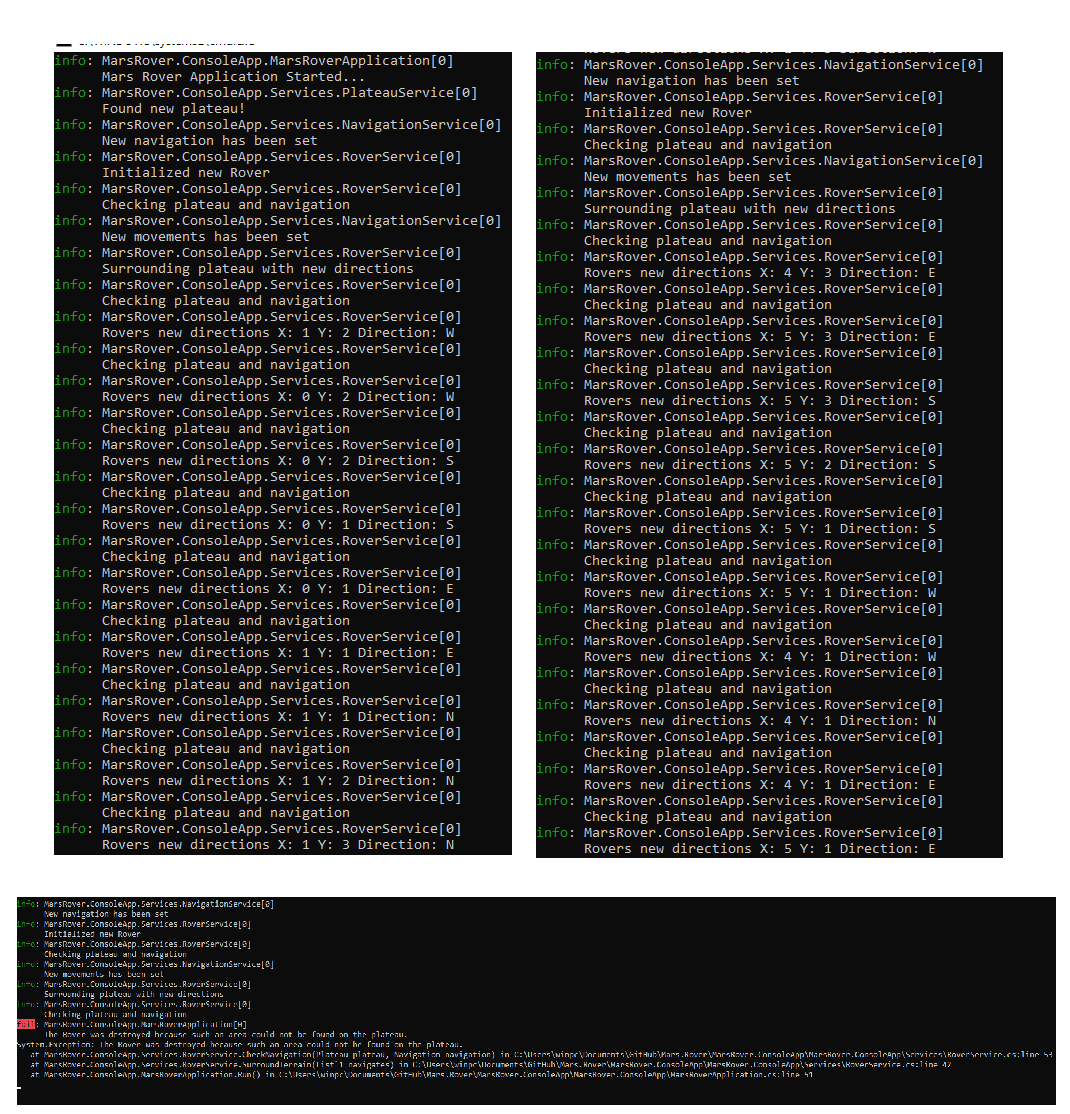 info: MarsRover.ConsoleApp.MarsRoverApplication[0]
Mars Rover Application Started...
info: MarsRover.ConsoleApp.Services.PlateauService[0]
Found new plateau!
info: MarsRover.ConsoleApp.Services.NavigationService[0]
New navigation has been set
info: MarsRover.ConsoleApp.Services.RoverService[0]
Initialized new Rover
info: MarsRover.ConsoleApp.Services.RoverService[0]
Checking plateau and navigation
info: MarsRover.ConsoleApp.Services.NavigationService[0]
New movements has been set
info: MarsRover.ConsoleApp.Services.RoverService[0]
Surrounding plateau with new directions
info: MarsRover.ConsoleApp.Services.RoverService[0]
Checking plateau and navigation
info: MarsRover.ConsoleApp.Services.RoverService[0]
Rovers new directions X: 1 Y: 2 Direction: W
info: MarsRover.ConsoleApp.Services.RoverService[0]
Checking plateau and navigation
info: MarsRover.ConsoleApp.Services.RoverService[0]
Rovers new directions X: 0 Y: 2 Direction: W
info: MarsRover.ConsoleApp.Services.RoverService[0]
Checking plateau and navigation
info: MarsRover.ConsoleApp.Services.RoverService[0]
Rovers new directions X: 0 Y: 2 Direction: S
info: MarsRover.ConsoleApp.Services.RoverService[0]
Checking plateau and navigation
info: MarsRover.ConsoleApp.Services.RoverService[0]
Rovers new directions X: 0 Y: 1 Direction: S
info: MarsRover.ConsoleApp.Services.RoverService[0]
Checking plateau and navigation
info: MarsRover.ConsoleApp.Services.RoverService[0]
Rovers new directions X: 0 Y: 1 Direction: E
info: MarsRover.ConsoleApp.Services.RoverService[0]
Checking plateau and navigation
info: MarsRover.ConsoleApp.Services.RoverService[0]
Rovers new directions X: 1 Y: 1 Direction: E
info: MarsRover.ConsoleApp.Services.RoverService[0]
Checking plateau and navigation
info: MarsRover.ConsoleApp.Services.RoverService[0]
Rovers new directions X: 1 Y: 1 Direction: N
info: MarsRover.ConsoleApp.Services.RoverService[0]
Checking plateau and navigation
info: MarsRover.ConsoleApp.Services.RoverService[0]
Rovers new directions X: 1 Y: 2 Direction: N
info: MarsRover.ConsoleApp.Services.RoverService[0]
Checking plateau and navigation
info: MarsRover.ConsoleApp.Services.RoverService[0]
Rovers new directions X: 1 Y: 3 Direction: N
info: MarsRover.ConsoleApp.Services.NavigationService[0]
New navigation has been set
info: MarsRover.ConsoleApp.Services.RoverService[0]
Initialized new Rover
info: MarsRover.ConsoleApp.Services.RoverService[0]
Checking plateau and navigation
info: MarsRover.ConsoleApp.Services.NavigationService[0]
New movements has been set
info: MarsRover.ConsoleApp.Services.RoverService[0]
Surrounding plateau with new directions
info: MarsRover.ConsoleApp.Services.RoverService[0]
Checking plateau and navigation
info: MarsRover.ConsoleApp.Services.RoverService[0]
Rovers new directions X: 4 Y: 3 Direction: E
info: MarsRover.ConsoleApp.Services.RoverService[0]
Checking plateau and navigation
info: MarsRover.ConsoleApp.Services.RoverService[0]
Rovers new directions X: 5 Y: 3 Direction: E
info: MarsRover.ConsoleApp.Services.RoverService[0]
Checking plateau and navigation
info: MarsRover.ConsoleApp.Services.RoverService[0]
Rovers new directions X: 5 Y: 3 Direction: S
info: MarsRover.ConsoleApp.Services.RoverService[0]
Checking plateau and navigation
info: MarsRover.ConsoleApp.Services.RoverService[0]
Rovers new directions X: 5 Y: 2 Direction: S
info: MarsRover.ConsoleApp.Services.RoverService[0]
Checking plateau and navigation
info: MarsRover.ConsoleApp.Services.RoverService[0]
Rovers new directions X: 5 Y: 1 Direction: S
info: MarsRover.ConsoleApp.Services.RoverService[0]
Checking plateau and navigation
info: MarsRover.ConsoleApp.Services.RoverService[0]
Rovers new directions X: 5 Y: 1 Direction: W
info: MarsRover.ConsoleApp.Services.RoverService[0]
Checking plateau and navigation
info: MarsRover.ConsoleApp.Services.RoverService[0]
Rovers new directions X: 4 Y: 1 Direction: W
info: MarsRover.ConsoleApp.Services.RoverService[0]
Checking plateau and navigation
info: MarsRover.ConsoleApp.Services.RoverService[0]
Rovers new directions X: 4 Y: 1 Direction: N
info: MarsRover.ConsoleApp.Services.RoverService[0]
Checking plateau and navigation
info: MarsRover.ConsoleApp.Services.RoverService[0]
Rovers new directions X: 4 Y: 1 Direction: E
info: MarsRover.ConsoleApp.Services.RoverService[0]
Checking plateau and navigation
info: MarsRover.ConsoleApp.Services.RoverService[0]
Rovers new directions X: 5 Y: 1 Direction: E
info: MarsRover.ConsoleApp.Services.NavigationService[0]
New navigation has been set
info: MarsRover.ConsoleApp.Services.RoverService[0]
Initialized new Rover
info: MarsRover.ConsoleApp.Services.RoverService[0]
Checking plateau and navigation
info: MarsRover.ConsoleApp.Services.NavigationService[0]
New movements has been set
info: MarsRover.ConsoleApp.Services.RoverService[0]
Surrounding plateau with new directions
info: MarsRover.ConsoleApp.Services.RoverService[0]
Checking plateau and navigation
fail: MarsRover.ConsoleApp.MarsRoverApplication[0]
The Rover was destroyed because such an area could not be found on the plateau.
System.Exception: The Rover was destroyed because such an area could not be found on the plateau.
at MarsRover.ConsoleApp.Services.RoverService.CheckNavigation(Plateau plateau, Navigation navigation) in C:\Users\winpc\Documents\GitHub\Mars.Rover\MarsRover.ConsoleApp\MarsRover.ConsoleApp\Services\RoverService.cs:line 53
at MarsRover.ConsoleApp.Services.RoverService.SurroundTerrain(List`1 navigates) in C:\Users\winpc\Documents\GitHub\Mars.Rover\MarsRover.ConsoleApp\MarsRover.ConsoleApp\Services\RoverService.cs:line 42
at MarsRover.ConsoleApp.MarsRoverApplication.Run() in C:\Users\winpc\Documents\GitHub\Mars.Rover\MarsRover.ConsoleApp\MarsRover.ConsoleApp\MarsRoverApplication.cs:line 51